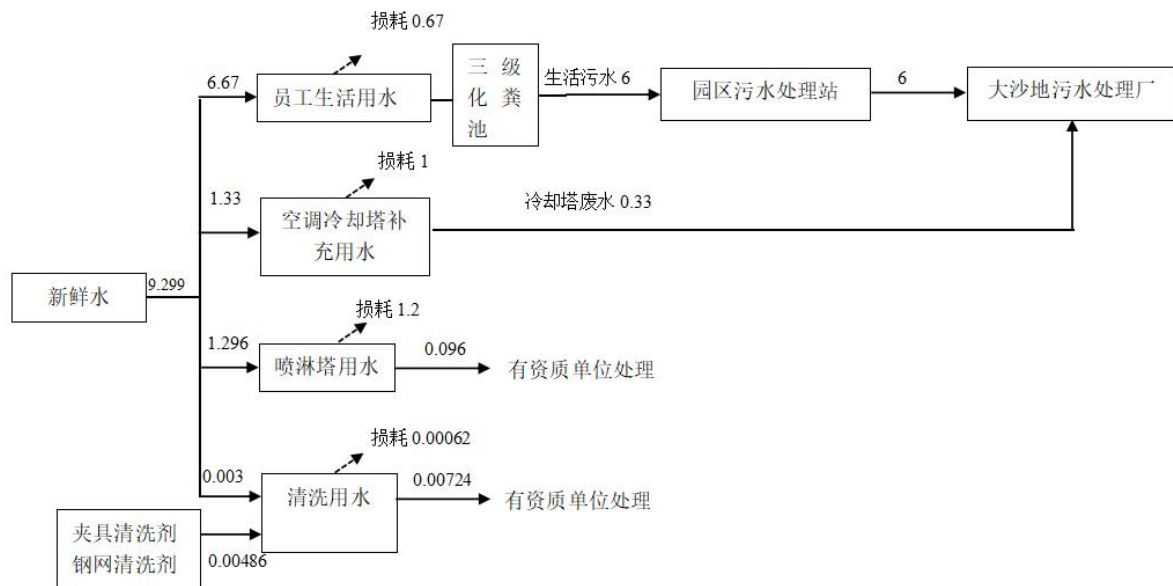 损耗 0.67
6.67
员工生活用水
三级
化粪
池
生活污水 6
园区污水处理站
6
大沙地污水处理厂
损耗 1
1.33
空调冷却塔补
充用水
冷却塔废水 0.33
新鲜水
9.299
损耗 1.2
1.296
喷淋塔用水
0.096
有资质单位处理
损耗 0.00062
0.003
清洗用水
0.00724
有资质单位处理
夹具清洗剂
钢网清洗剂
0.00486